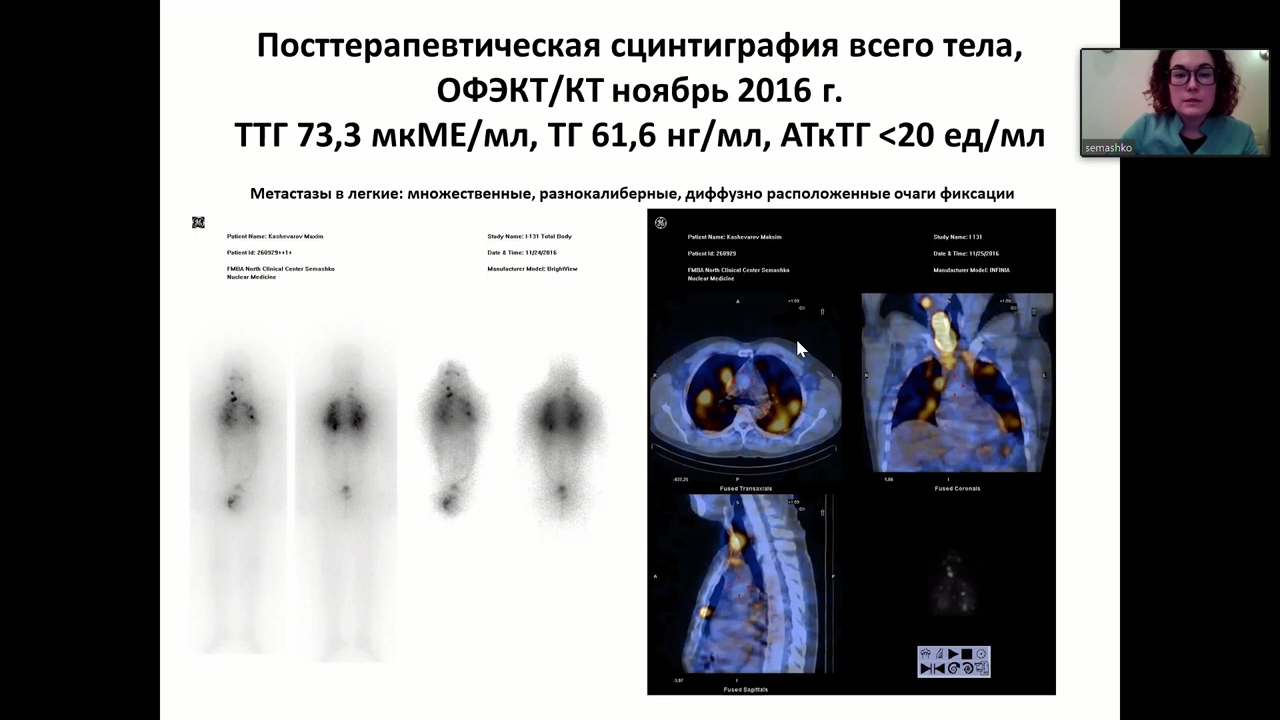 Посттерапевтическая сцинтиграфия всего тела,
ОФЭКТ/КТ ноябрь 2016 г.
ТТГ 73,3 мкМЕ/мл, ТГ 61,6 нг/мл, АТкТГ <20 ед/мл
semashko
Метастазы в легкие: множественные, разнокалиберные, диффузно расположенные очаги фиксации
Patient Name: Kashevarov Maxim
Study Name: I-131 Total Body
Patient Id: 260929++1+
Date & Time: 11/24/2016
FMBA North Clinical Center Semashko
Manufacturer Model: BrightView
Nuclear Medicine
Patient Name: Kashevarov Maksim
Study Name: I 131
Patient Id: 260929
Date & Time: 11/25/2016
FMBA North Clinical Center Semashko
Manufacturer Model: INFINIA
Nuclear Medicine
A
R
L
P
Fused Transaxials
S
R
I
Fused Coronals
S
A
P
I
Fused Sagittals